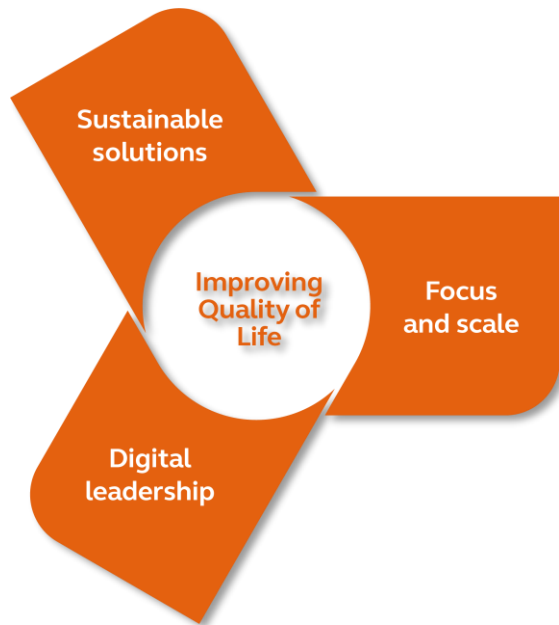 Sustainable
solutions
Improving
Quality of
Life
Focus
and scale
Digital
leadership